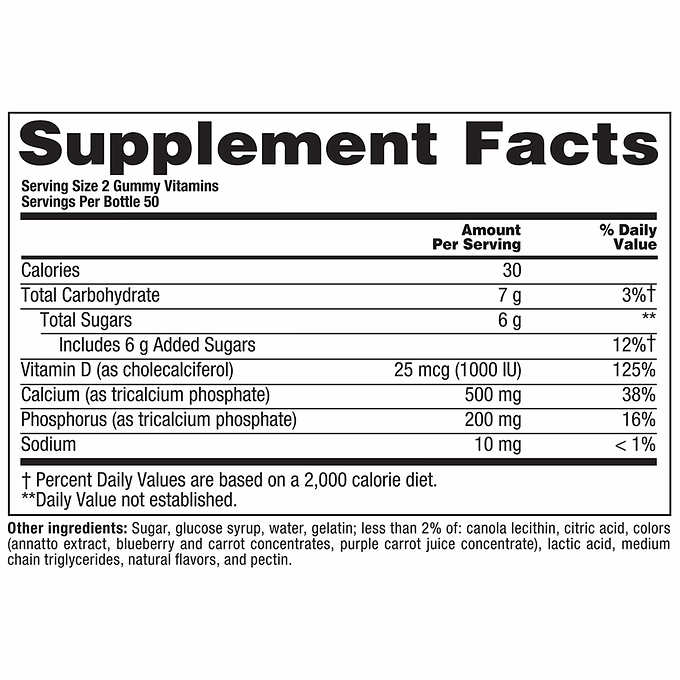 Supplement Facts
Serving Size 2 Gummy Vitamins
Servings Per Bottle 50
Amount Per Serving % Daily Value
Calories 30
Total Carbohydrate 7 g 3%†
Total Sugars 6 g **
Includes 6 g Added Sugars 12%†
Vitamin D (as cholecalciferol) 25 mcg (1000 IU) 125%
Calcium (as tricalcium phosphate) 500 mg 38%
Phosphorus (as tricalcium phosphate) 200 mg 16%
Sodium 10 mg < 1%
† Percent Daily Values are based on a 2,000 calorie diet.
**Daily Value not established.
Other ingredients: Sugar, glucose syrup, water, gelatin; less than 2% of: canola lecithin, citric acid, colors
(annatto extract, blueberry and carrot concentrates, purple carrot juice concentrate), lactic acid, medium
chain triglycerides, natural flavors, and pectin.